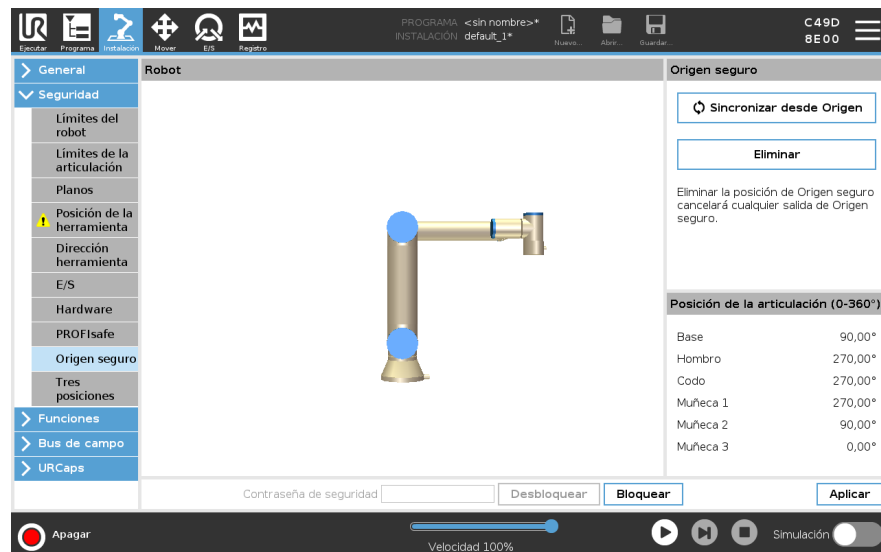 PROGRAMA <sin nombre>*
INSTALACIÓN default_1*
Ejecutar
Programa
Instalación
Mover
E/S
Registro
Nuevo...
Abrir...
Guardar...
C49D
8E00
General
Seguridad
Límites del
robot
Límites de la
articulación
Planos
Posición de la
herramienta
Dirección
herramienta
E/S
Hardware
PROFIsafe
Origen seguro
Tres
posiciones
Funciones
Bus de campo
URCaps
Robot
Origen seguro
Sincronizar desde Origen
Eliminar
Eliminar la posición de Origen seguro
cancelará cualquier salida de Origen
seguro.
Posición de la articulación (0-360°)
Base 90,00°
Hombro 270,00°
Codo 270,00°
Muñeca 1 270,00°
Muñeca 2 90,00°
Muñeca 3 0,00°
Contraseña de seguridad Desbloquear Bloquear Aplicar
Apagar
Velocidad 100%
Simulación